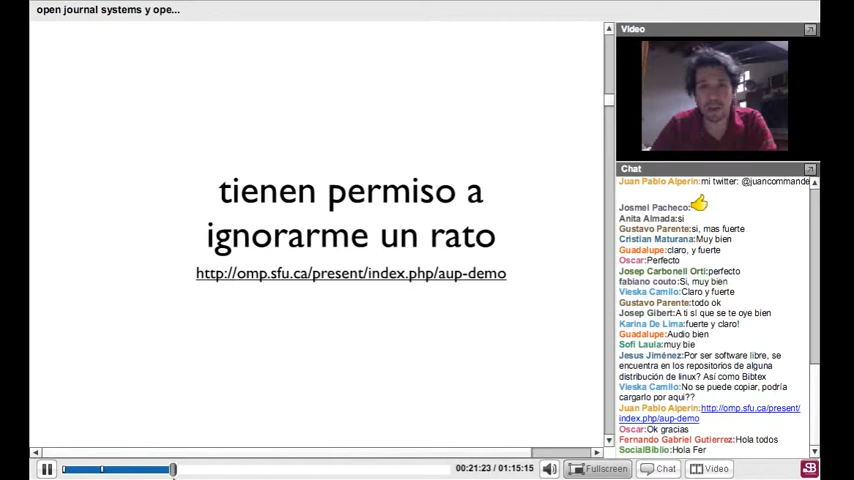 open journal systems y ope...
tienen permiso a
ignorarme un rato
http://omp.sfu.ca/present/index.php/aup-demo
Video
Chat
Juan Pablo Alperin:mi twitter: @juancommande
Josmel Pacheco:
Anita Almada:si
Gustavo Parente:si, mas fuerte
Cristian Maturana:Muy bien
Guadalupe:claro, y fuerte
Oscar:Perfecto
Josep Carbonell Ortí:perfecto
fabiano couto:Si, muy bien
Vieska Camilo:Claro y fuerte
Gustavo Parente:todo ok
Josep Gibert:A ti sí que se te oye bien
Karina De Lima:fuerte y claro!
Guadalupe:Audio bien
Sofi Laula:muy bie
Jesus Jiménez:Por ser software libre, se
encuentra en los repositorios de alguna
distribución de linux? Así como Bibtex
Vieska Camilo:No se puede copiar, podría
cargarlo por aquí??
Juan Pablo Alperin:http://omp.sfu.ca/present/
index.php/aup-demo
Oscar:Ok gracias
Fernando Gabriel Gutierrez:Hola todos
SocialBiblio:Hola Fer
00:21:23 / 01:15:15
Fullscreen
Chat
Video
SB